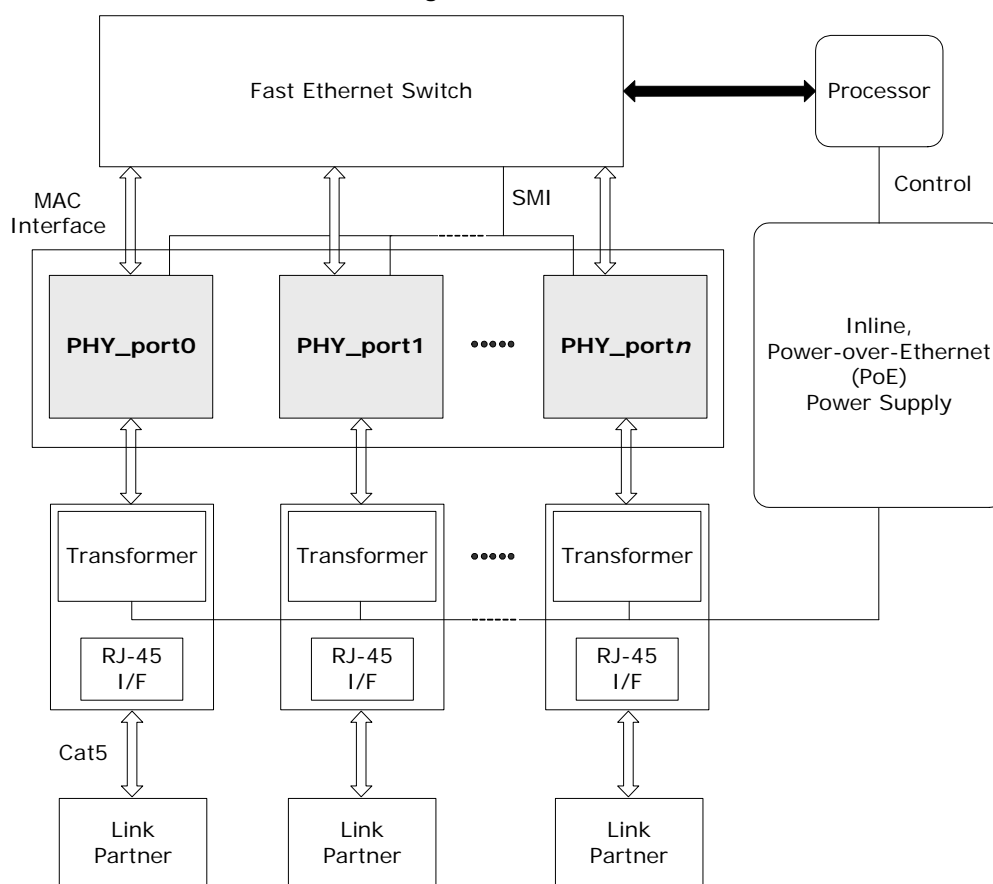 Fast Ethernet Switch
Processor
MAC
Interface
SMI
Control
PHY_port0
PHY_port1
PHY_portn
Inline,
Power-over-Ethernet
(PoE)
Power Supply
Transformer
Transformer
Transformer
RJ-45
I/F
RJ-45
I/F
RJ-45
I/F
Cat5
Link
Partner
Link
Partner
Link
Partner